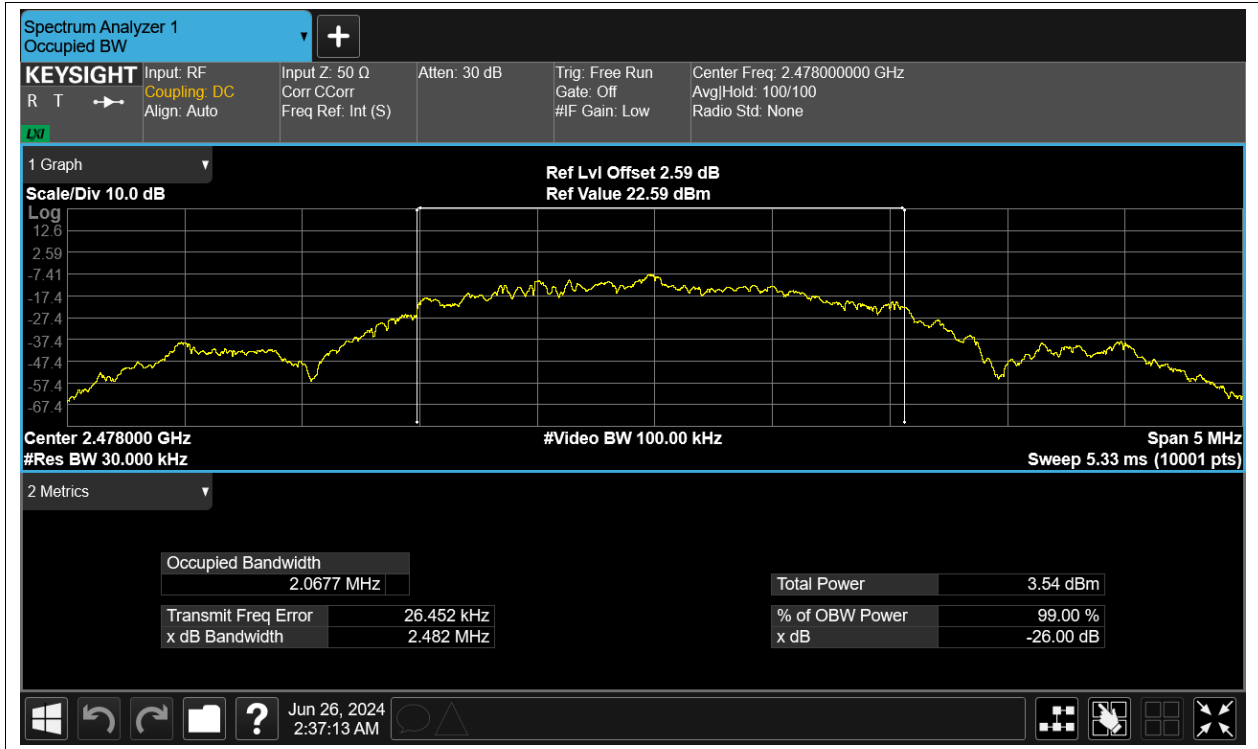 Spectrum Analyzer 1
Occupied BW
KEYSIGHT
R T
LXI
Input: RF
Coupling: DC
Align: Auto
Input Z: 50 Ω
Corr CCorr
Freq Ref: Int (S)
Atten: 30 dB
Trig: Free Run
Gate: Off
#IF Gain: Low
Center Freq: 2.478000000 GHz
Avg|Hold: 100/100
Radio Std: None
1 Graph
Scale/Div 10.0 dB
Ref Lvl Offset 2.59 dB
Ref Value 22.59 dBm
Log
12.6
2.59
-7.41
-17.4
-27.4
-37.4
-47.4
-57.4
-67.4
Center 2.478000 GHz
#Video BW 100.00 kHz
Span 5 MHz
#Res BW 30.000 kHz
Sweep 5.33 ms (10001 pts)
2 Metrics
Occupied Bandwidth
2.0677 MHz
Total Power 3.54 dBm
Transmit Freq Error 26.452 kHz
% of OBW Power 99.00 %
x dB Bandwidth 2.482 MHz
x dB -26.00 dB
?
Jun 26, 2024
2:37:13 AM